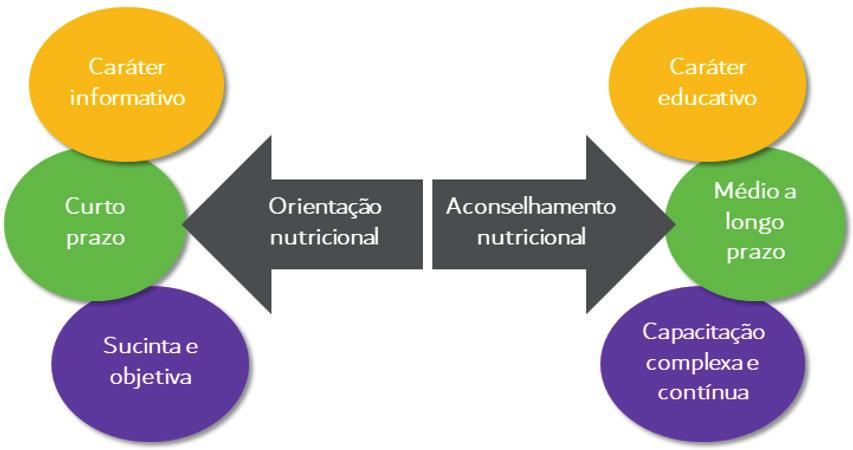 Caráter
informativo
Curto
prazo
Sucinta e
objetiva
Orientação
nutricional
Aconselhamento
nutricional
Caráter
educativo
Médio a
longo
prazo
Capacitação
complexa e
contínua